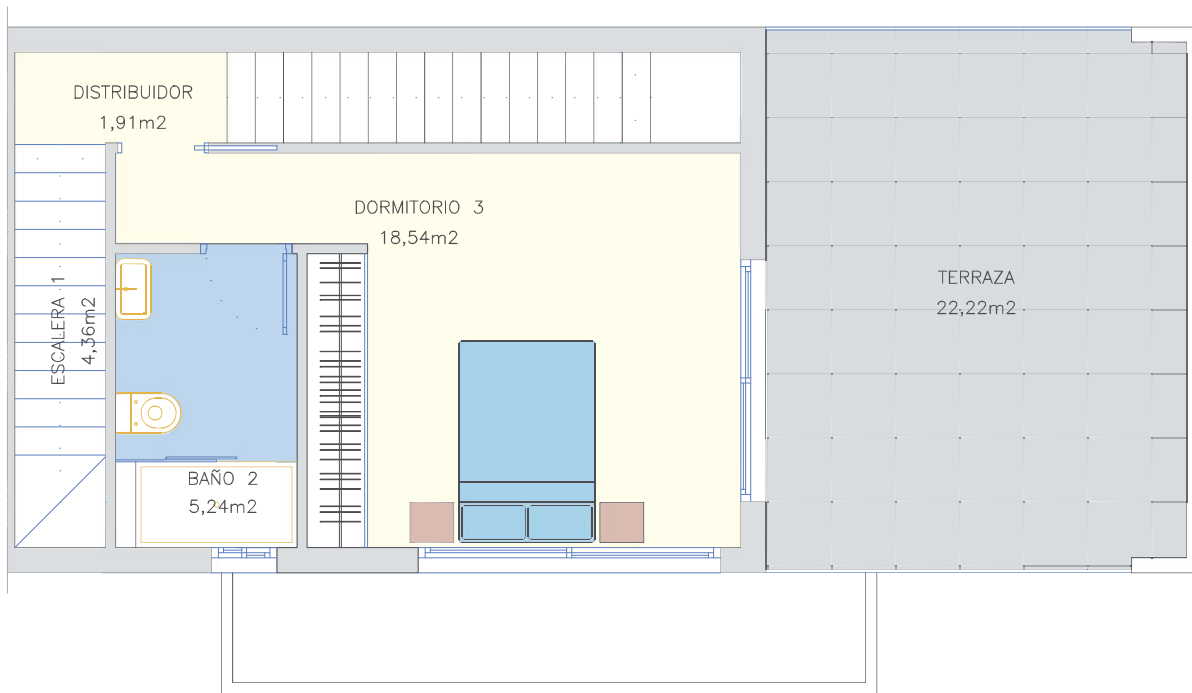 DISTRIBUIDOR
1,91m2
DORMITORIO 3
18,54m2
TERRAZA
22,22m2
ESCALERA 1
4,36m2
BAÑO 2
5,24m2